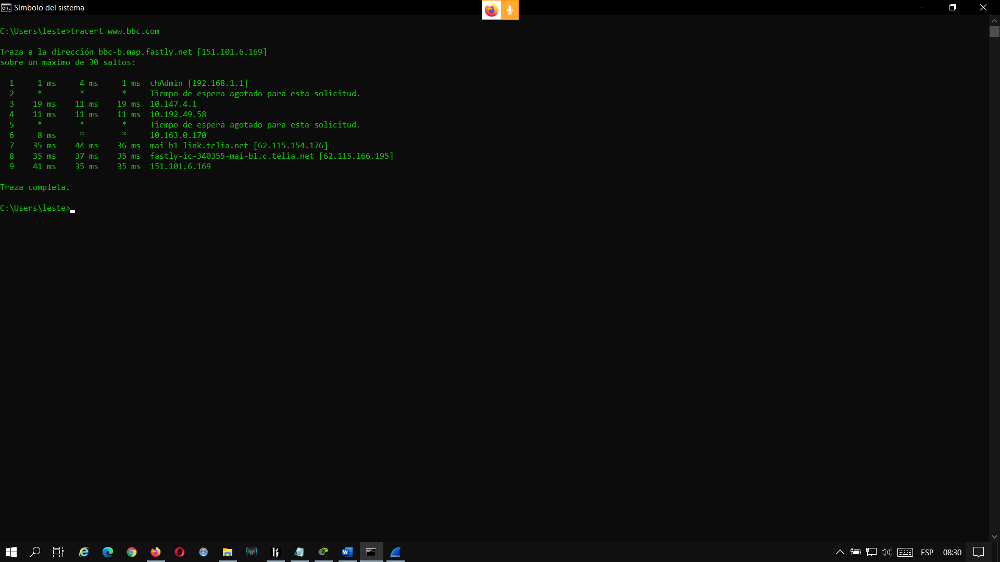 Símbolo del sistema
C:\Users\leste>tracert www.bbc.com
Traza a la dirección bbc-b.map.fastly.net [151.101.6.169]
sobre un máximo de 30 saltos:
1 1 ms 4 ms 1 ms chAdmin [192.168.1.1]
2 * * * Tiempo de espera agotado para esta solicitud.
3 19 ms 11 ms 19 ms 10.147.4.1
4 11 ms 11 ms 11 ms 10.192.49.58
5 * * * Tiempo de espera agotado para esta solicitud.
6 8 ms * * 10.163.0.170
7 35 ms 44 ms 36 ms mai-b1-link.telia.net [62.115.154.176]
8 35 ms 37 ms 35 ms fastly-ic-340355-mai-b1.c.telia.net [62.115.166.195]
9 41 ms 35 ms 35 ms 151.101.6.169
Traza completa.
C:\Users\leste>
ESP 08:30